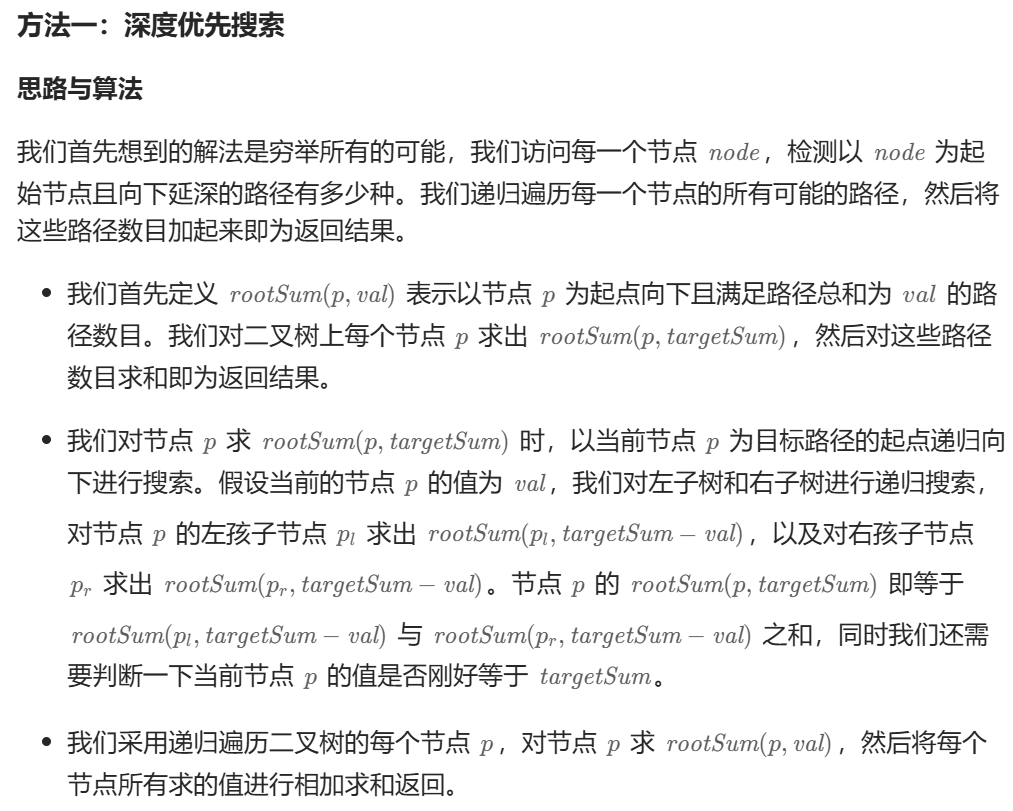 方法一：深度优先搜索
思路与算法
我们首先想到的解法是穷举所有的可能，我们访问每一个节点 node，检测以 node 为起
始节点且向下延深的路径有多少种。我们递归遍历每一个节点的所有可能的路径，然后将
这些路径数目加起来即为返回结果。
• 我们首先定义 rootSum(p, val) 表示以节点 p 为起点向下且满足路径总和为 val 的路
径数目。我们对二叉树上每个节点 p 求出 rootSum(p, targetSum)，然后对这些路径
数目求和即为返回结果。
• 我们对节点 p 求 rootSum(p, targetSum) 时，以当前节点 p 为目标路径的起点递归向
下进行搜索。假设当前的节点 p 的值为 val，我们对左子树和右子树进行递归搜索，
对节点 p 的左孩子节点 pₗ 求出 rootSum(pₗ, targetSum − val)，以及对右孩子节点
pᵣ 求出 rootSum(pᵣ, targetSum − val)。节点 p 的 rootSum(p, targetSum) 即等于
rootSum(pₗ, targetSum − val) 与 rootSum(pᵣ, targetSum − val) 之和，同时我们还需
要判断一下当前节点 p 的值是否刚好等于 targetSum。
• 我们采用递归遍历二叉树的每个节点 p，对节点 p 求 rootSum(p, val)，然后将每个
节点所有求的值进行相加求和返回。